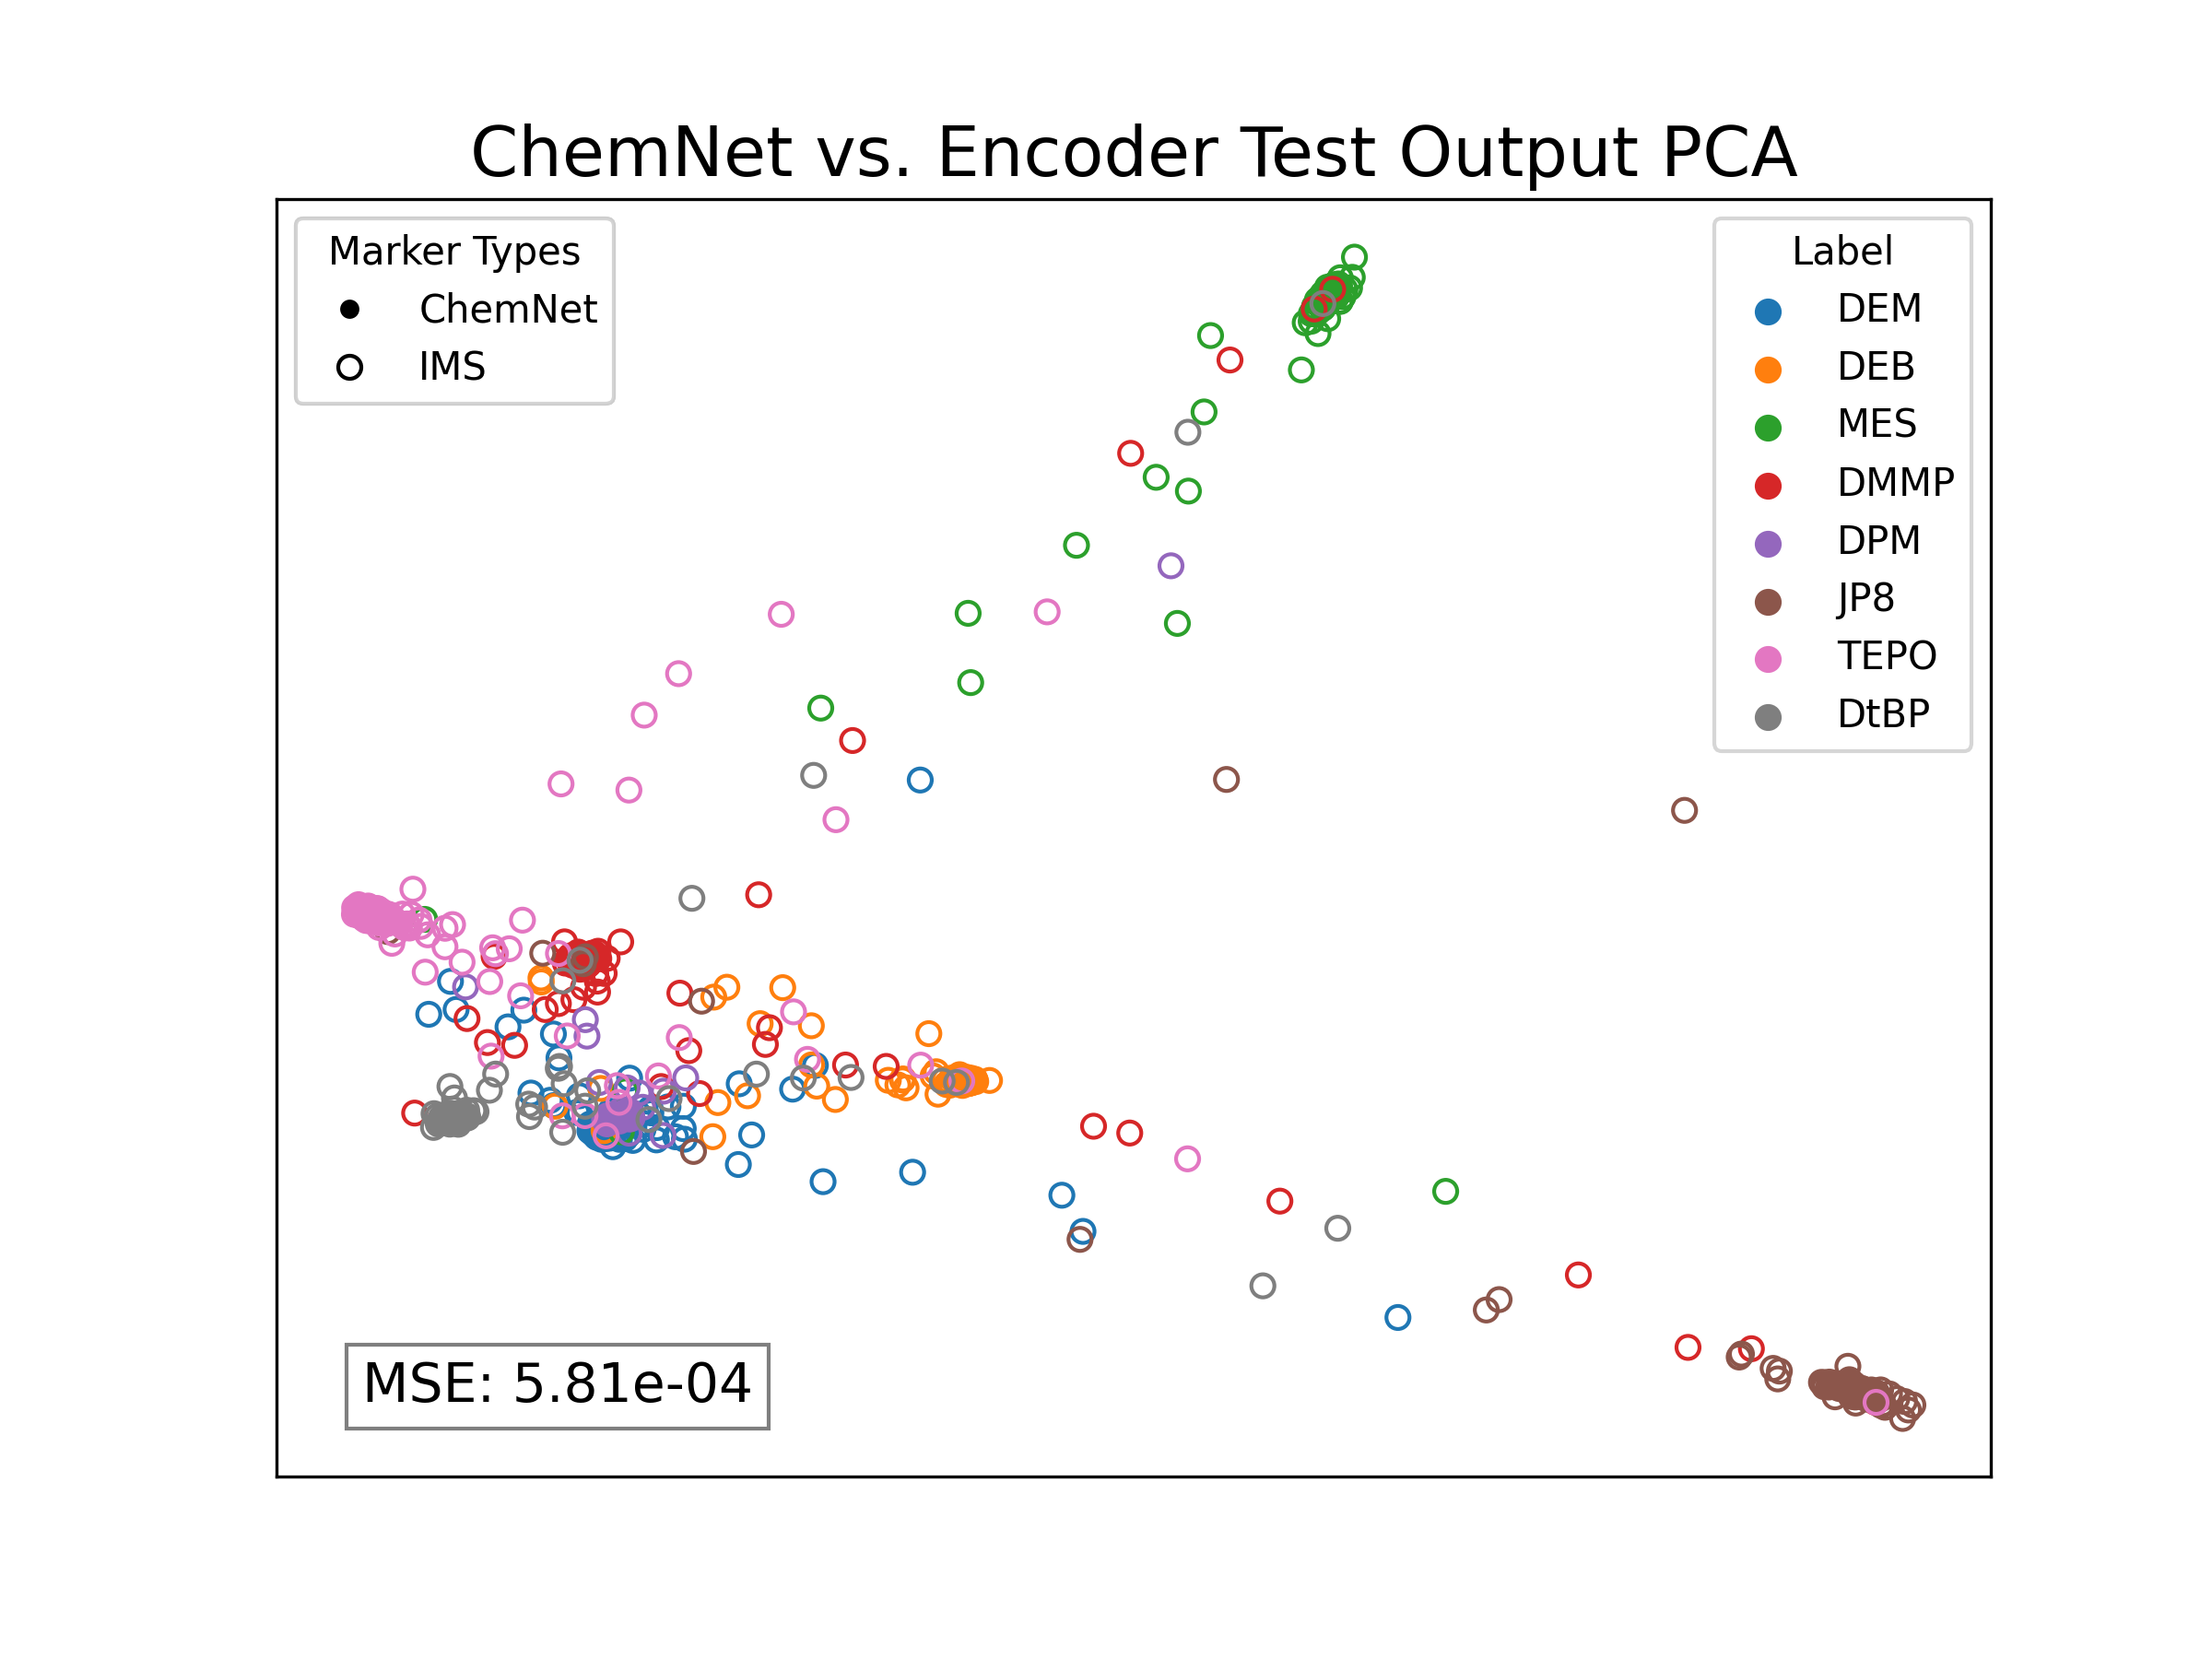 ChemNet vs. Encoder Test Output PCA
Marker Types
ChemNet
IMS
Label
DEM
DEB
MES
DMMP
DPM
JP8
TEPO
DtBP
MSE: 5.81e-04